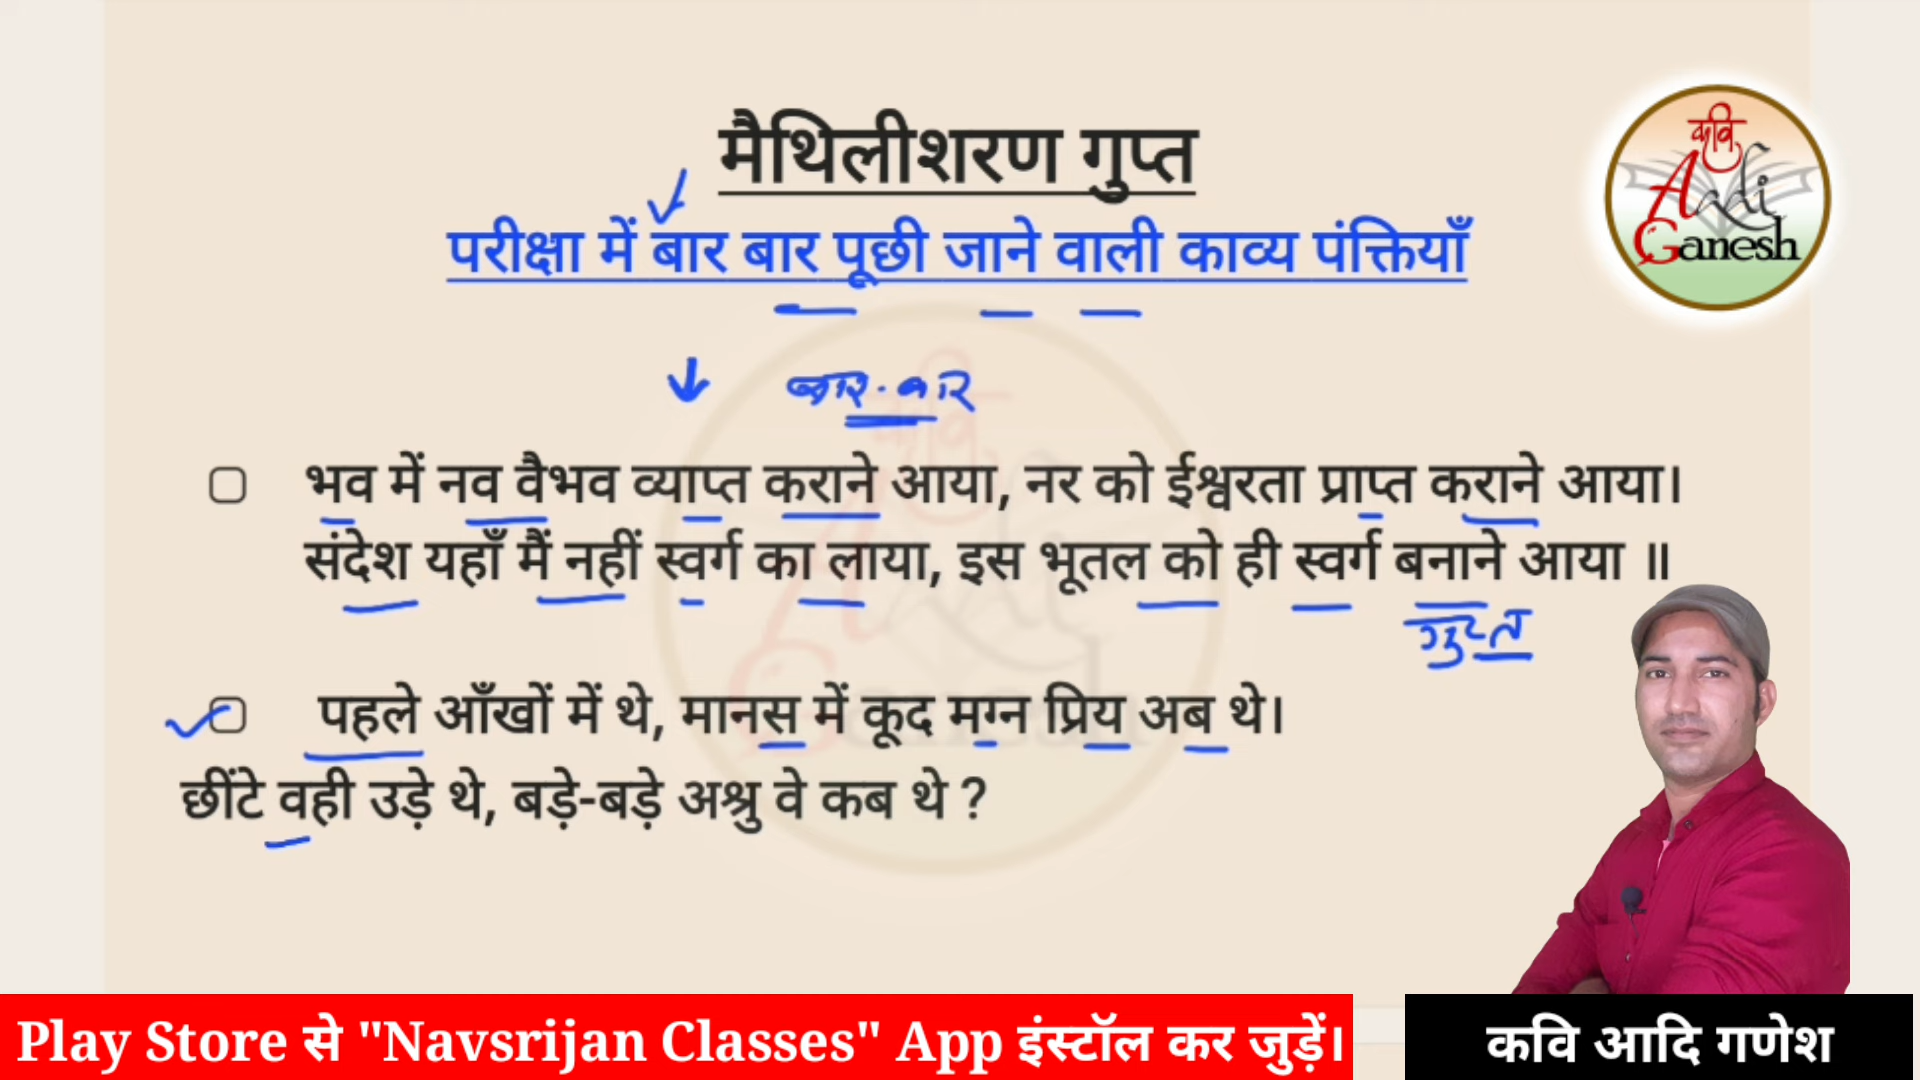 मैथिलीशरण गुप्त
परीक्षा में बार बार पूछी जाने वाली काव्य पंक्तियाँ
बार-बार
भव में नव वैभव व्याप्त कराने आया, नर को ईश्वरता प्राप्त कराने आया।
संदेश यहाँ मैं नहीं स्वर्ग का लाया, इस भूतल को ही स्वर्ग बनाने आया ॥
गुप्त
पहले आँखों में थे, मानस में कूद मग्न प्रिय अब थे।
छींटे वही उड़े थे, बड़े-बड़े अश्रु वे कब थे ?
कवि
Aadi
Ganesh
Play Store से "Navsrijan Classes" App इंस्टॉल कर जुड़ें।
कवि आदि गणेश